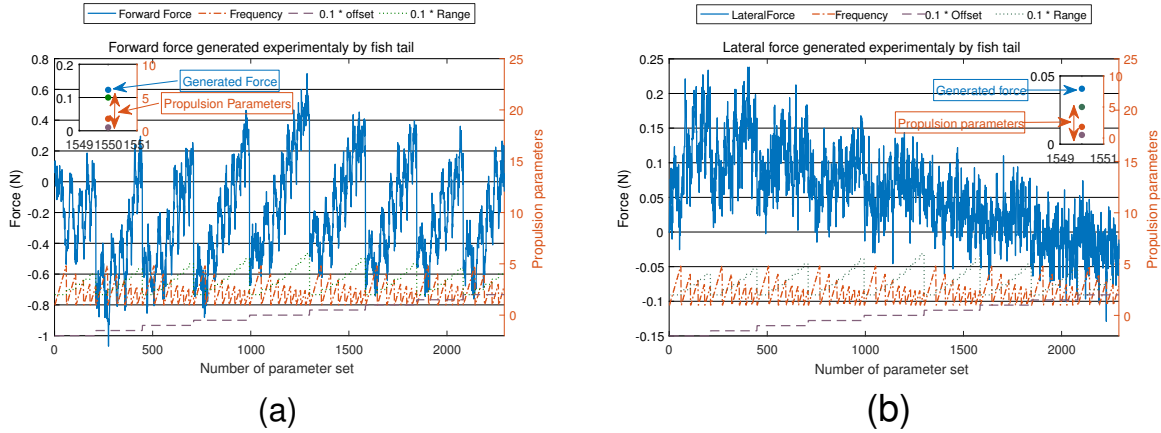 Forward Force Frequency 0.1 * offset 0.1 * Range
Forward force generated experimentaly by fish tail
0.8
0.6
0.4
0.2
0
-0.2
-0.4
-0.6
-0.8
-1
Force (N)
25
20
15
10
5
0
Propulsion parameters
0.2
0.1
0
10
5
0
1549 1550 1551
Generated Force
Propulsion Parameters
0 500 1000 1500 2000
Number of parameter set
(a)
LateralForce Frequency 0.1 * Offset 0.1 * Range
Lateral force generated experimentaly by fish tail
0.25
0.2
0.15
0.1
0.05
0
-0.05
-0.1
-0.15
Force (N)
25
20
15
10
5
0
Propulsion parameters
0.05
0
10
5
0
1549 1551
Generated force
Propulsion parameters
0 500 1000 1500 2000
Number of parameter set
(b)